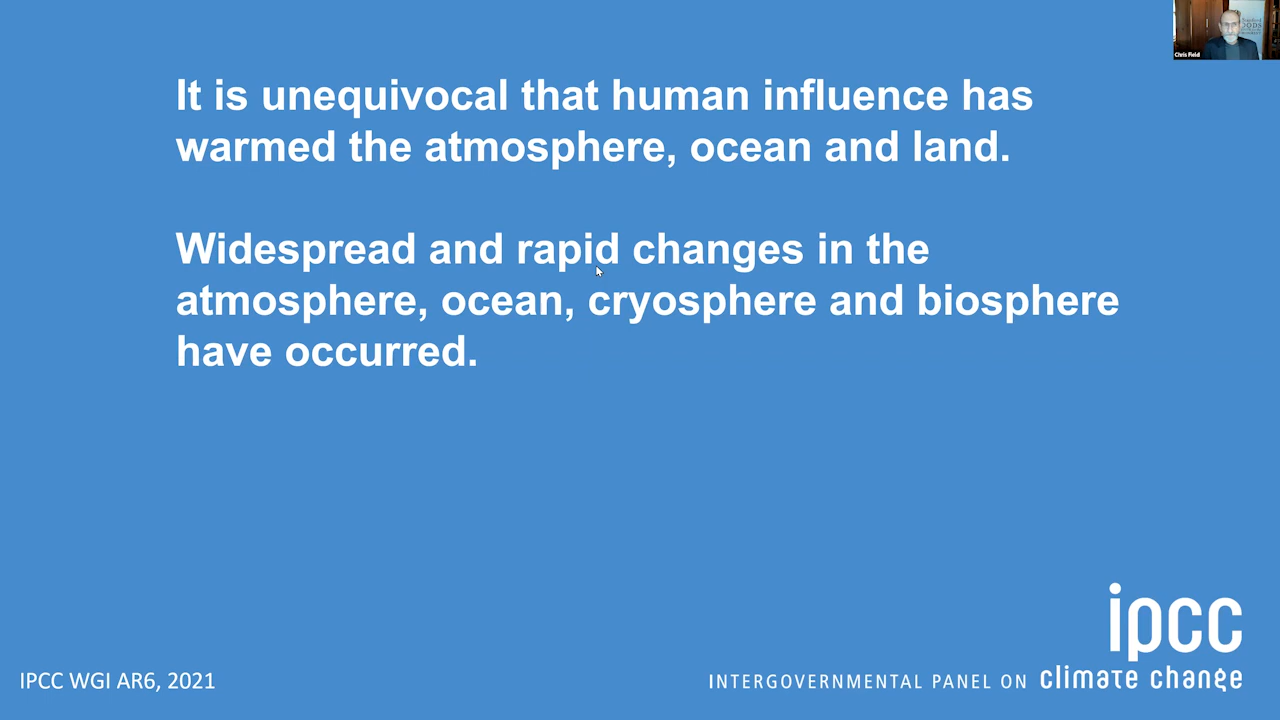 Chris Field
It is unequivocal that human influence has
warmed the atmosphere, ocean and land.
Widespread and rapid changes in the
atmosphere, ocean, cryosphere and biosphere
have occurred.
ipcc
IPCC WGI AR6, 2021
INTERGOVERNMENTAL PANEL ON climate change